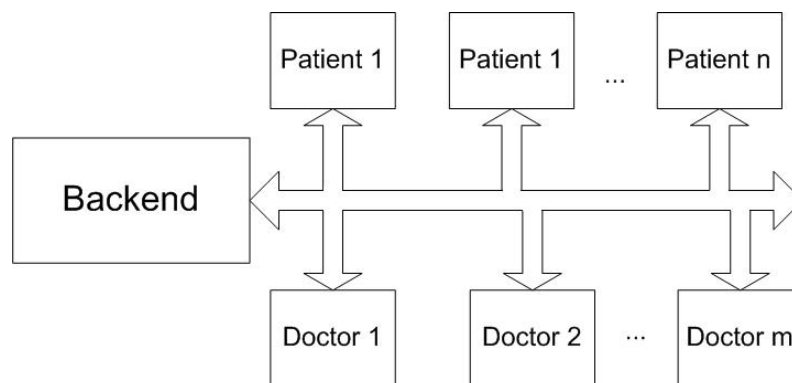 Patient 1
Patient 1
...
Patient n
Backend
Doctor 1
Doctor 2
...
Doctor m